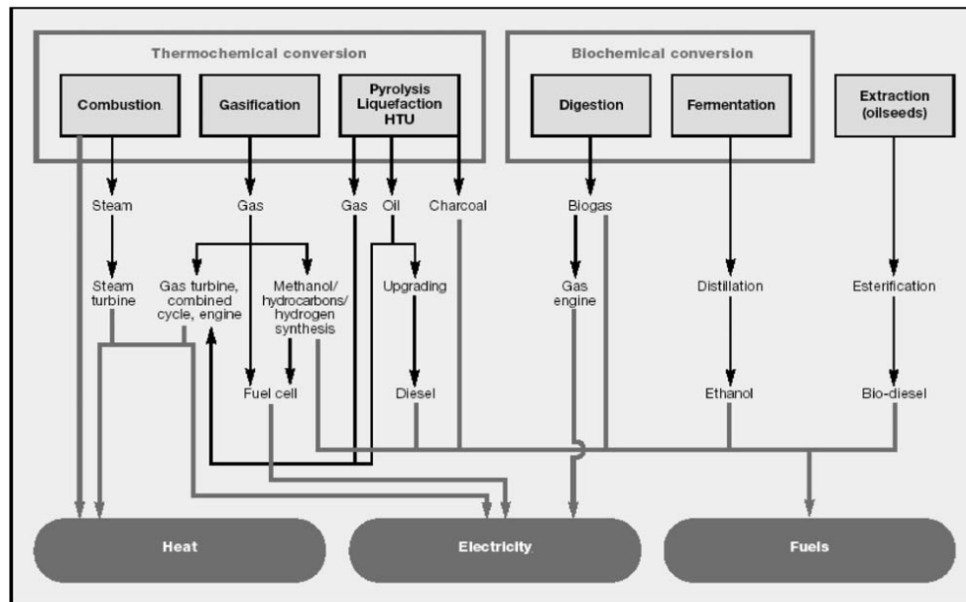 Thermochemical conversion
Biochemical conversion
Combustion
Gasification
Pyrolysis
Liquefaction
HTU
Digestion
Fermentation
Extraction
(oilseeds)
Steam
Gas
Gas
Oil
Charcoal
Biogas
Steam
turbine
Gas turbine,
combined
cycle, engine
Methanol/
hydrocarbons/
hydrogen
synthesis
Upgrading
Gas
engine
Distillation
Esterification
Fuel cell
Diesel
Ethanol
Bio-diesel
Heat
Electricity
Fuels